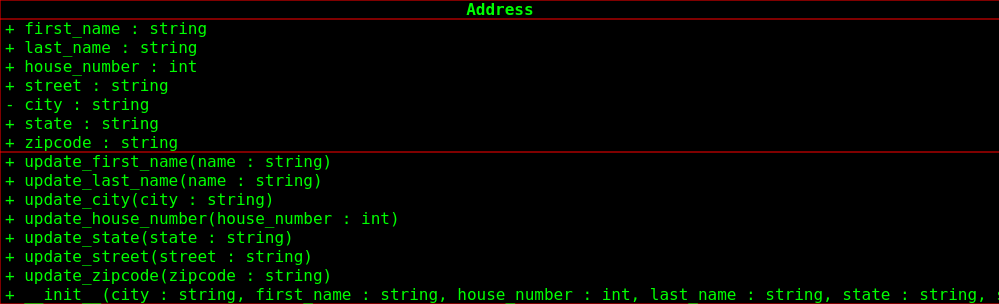 Address
+ first_name : string
+ last_name : string
+ house_number : int
+ street : string
- city : string
+ state : string
+ zipcode : string
+ update_first_name(name : string)
+ update_last_name(name : string)
+ update_city(city : string)
+ update_house_number(house_number : int)
+ update_state(state : string)
+ update_street(street : string)
+ update_zipcode(zipcode : string)
+ __init__(city : string, first_name : string, house_number : int, last_name : string, state : string,